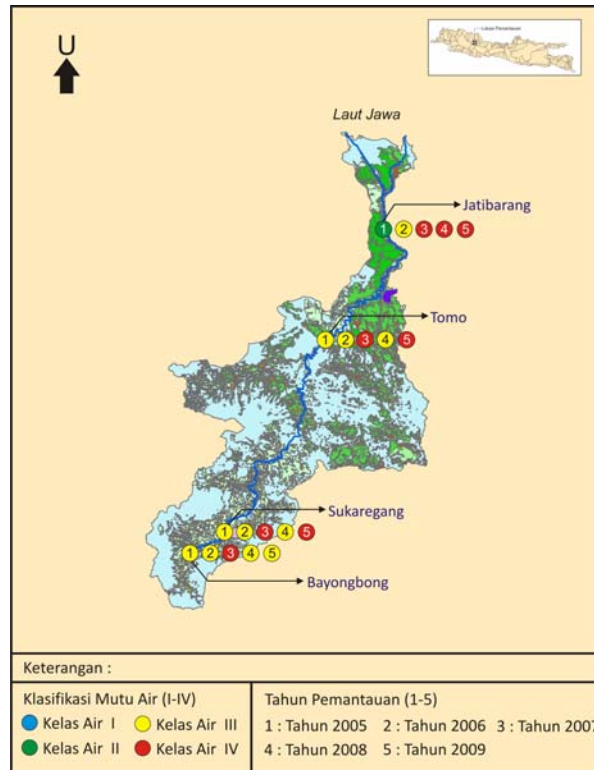 Lokasi Pemantauan
U
Laut Jawa
Jatibarang
1 2 3 4 5
Tomo
1 2 3 4 5
Sukaregang
1 2 3 4 5
1 2 3 4 5
Bayongbong
Keterangan :
Klasifikasi Mutu Air (I-IV)
Kelas Air I
Kelas Air III
Kelas Air II
Kelas Air IV
Tahun Pemantauan (1-5)
1 : Tahun 2005 2 : Tahun 2006 3 : Tahun 2007
4 : Tahun 2008 5 : Tahun 2009